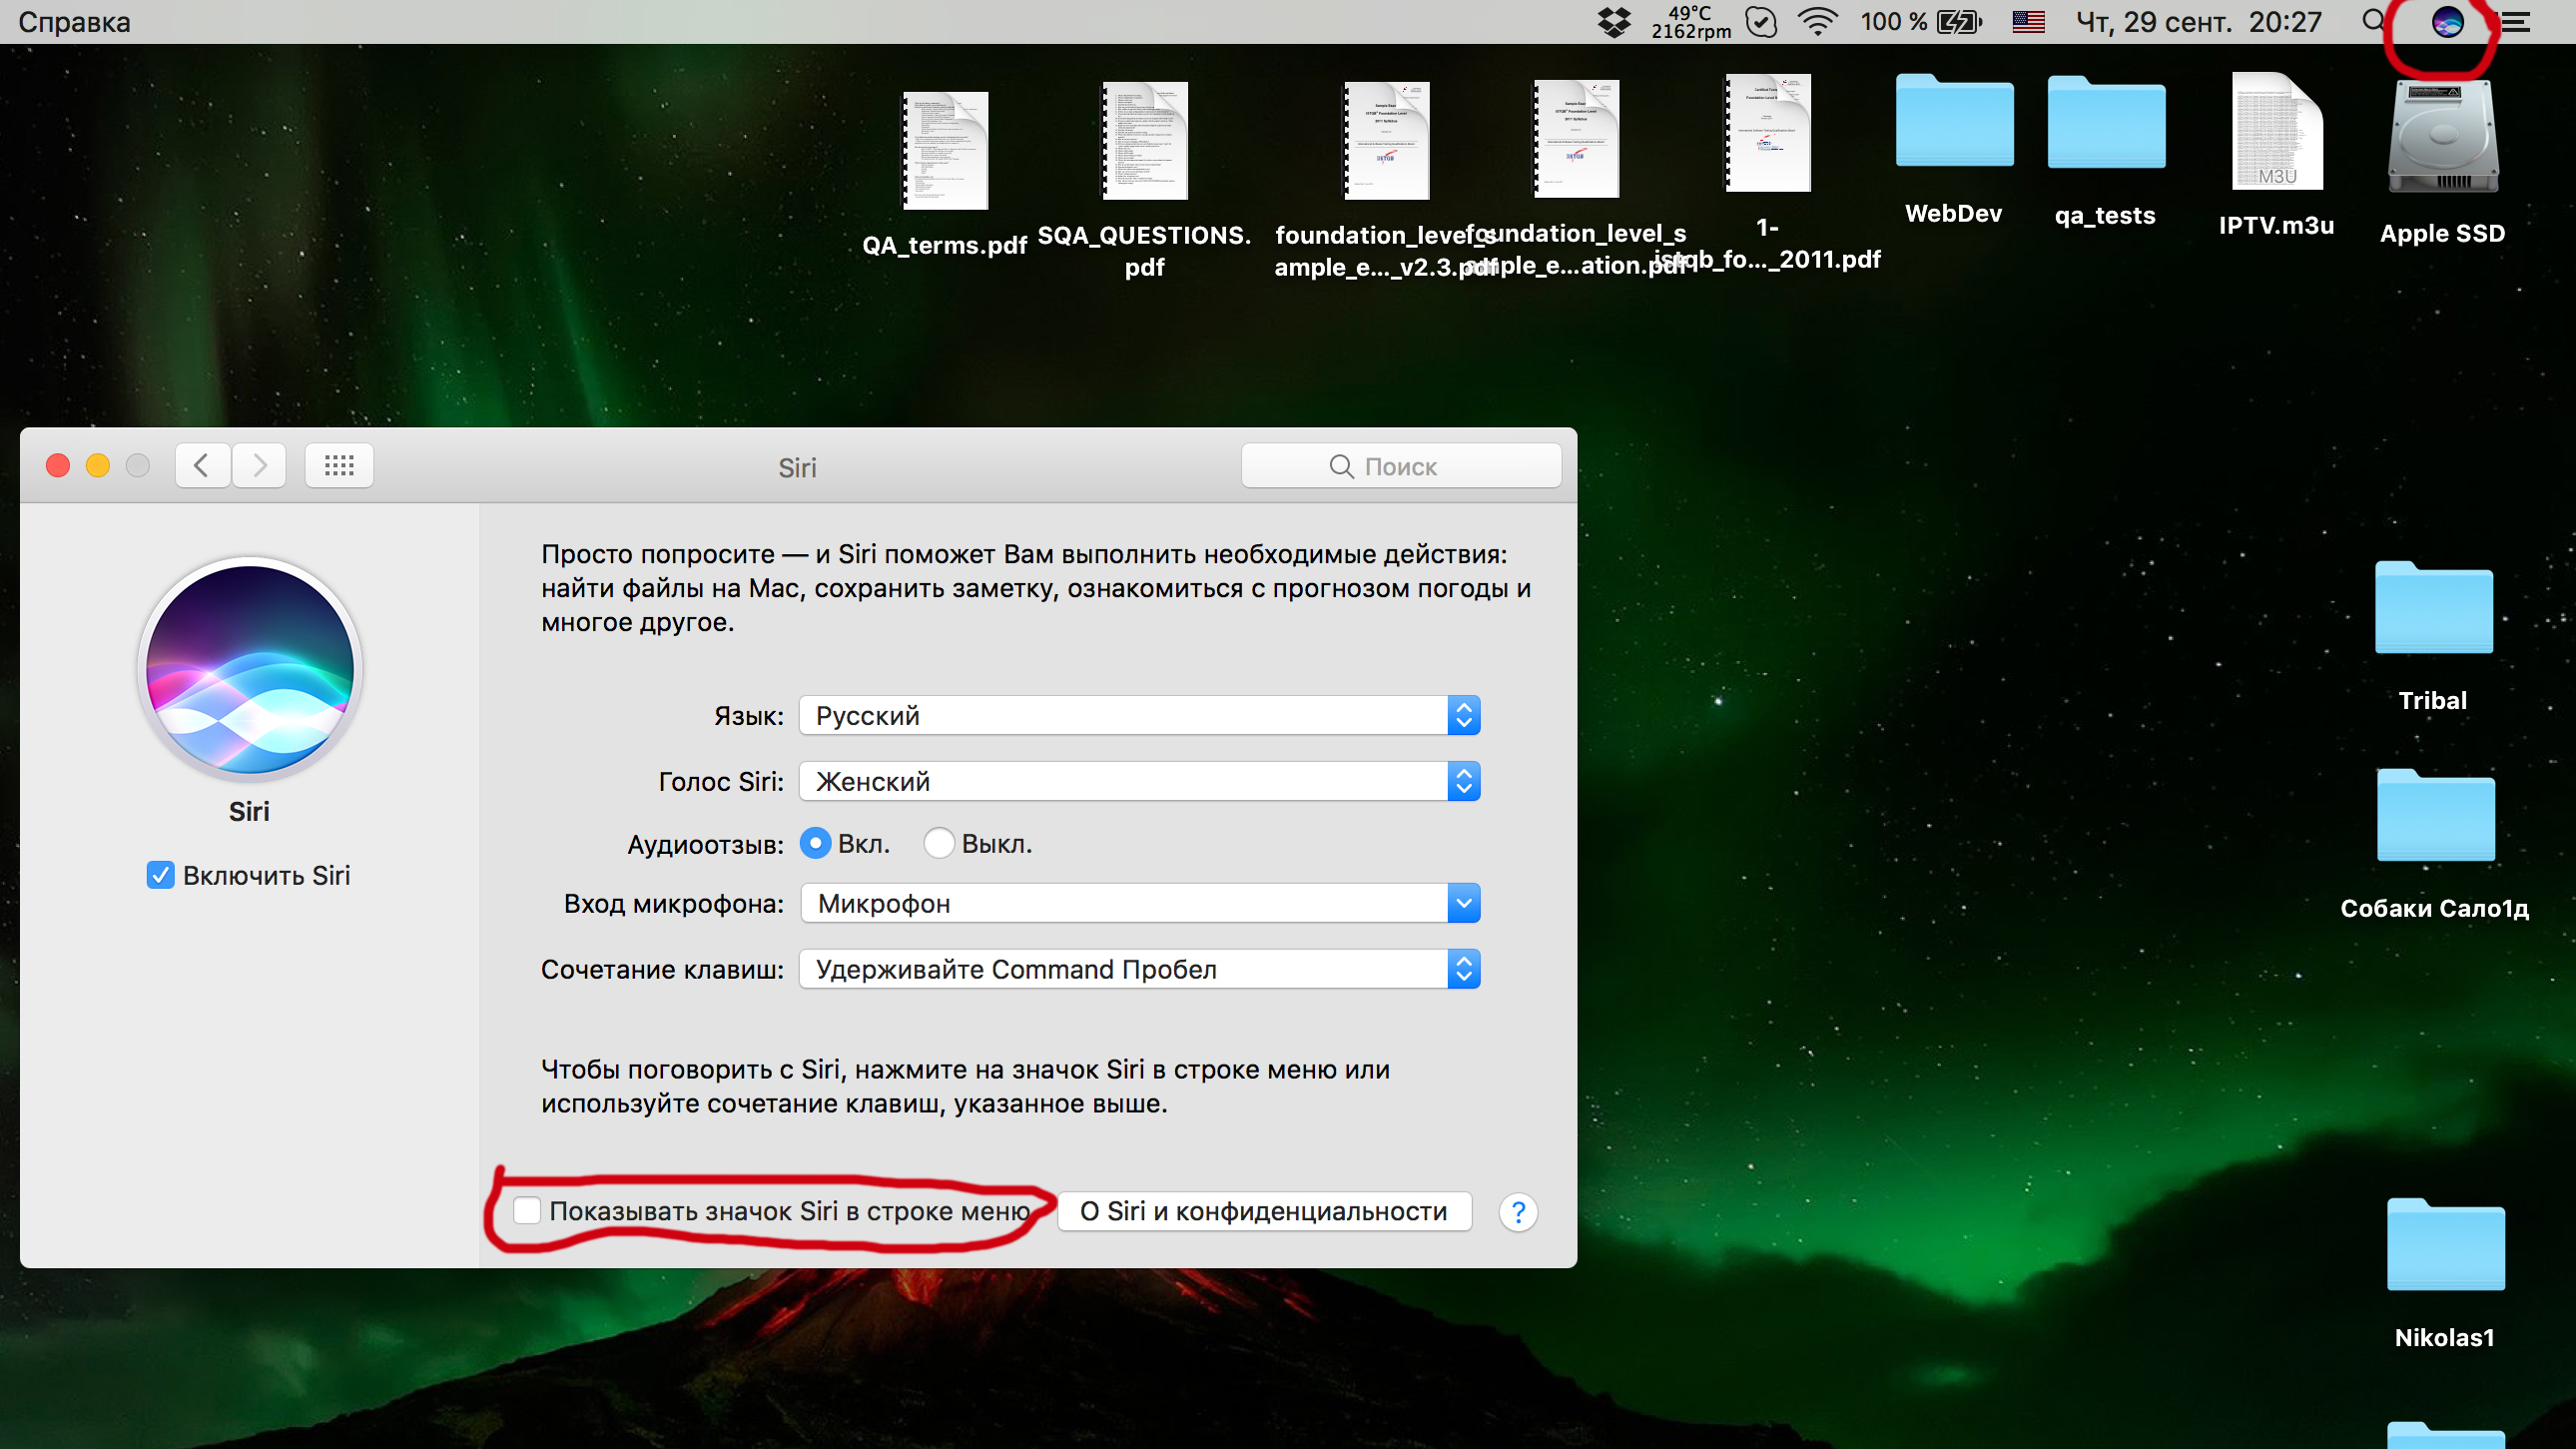 Справка
49°C
2162rpm
100 %
Чт, 29 сент. 20:27
QA_terms.pdf
SQA_QUESTIONS.
pdf
foundation_level_s
ample_e..._v2.3.pdf
foundation_level_s
ample_e...ation.pdf
1-
istqb_fo..._2011.pdf
WebDev
qa_tests
M3U
IPTV.m3u
Apple SSD
Siri
Поиск
Просто попросите — и Siri поможет Вам выполнить необходимые действия:
найти файлы на Mac, сохранить заметку, ознакомиться с прогнозом погоды и
многое другое.
Siri
Включить Siri
Язык: Русский
Голос Siri: Женский
Аудиоотзыв: Вкл. Выкл.
Вход микрофона: Микрофон
Сочетание клавиш: Удерживайте Command Пробел
Чтобы поговорить с Siri, нажмите на значок Siri в строке меню или
используйте сочетание клавиш, указанное выше.
Показывать значок Siri в строке меню
О Siri и конфиденциальности
?
Tribal
Собаки Сало1д
Nikolas1